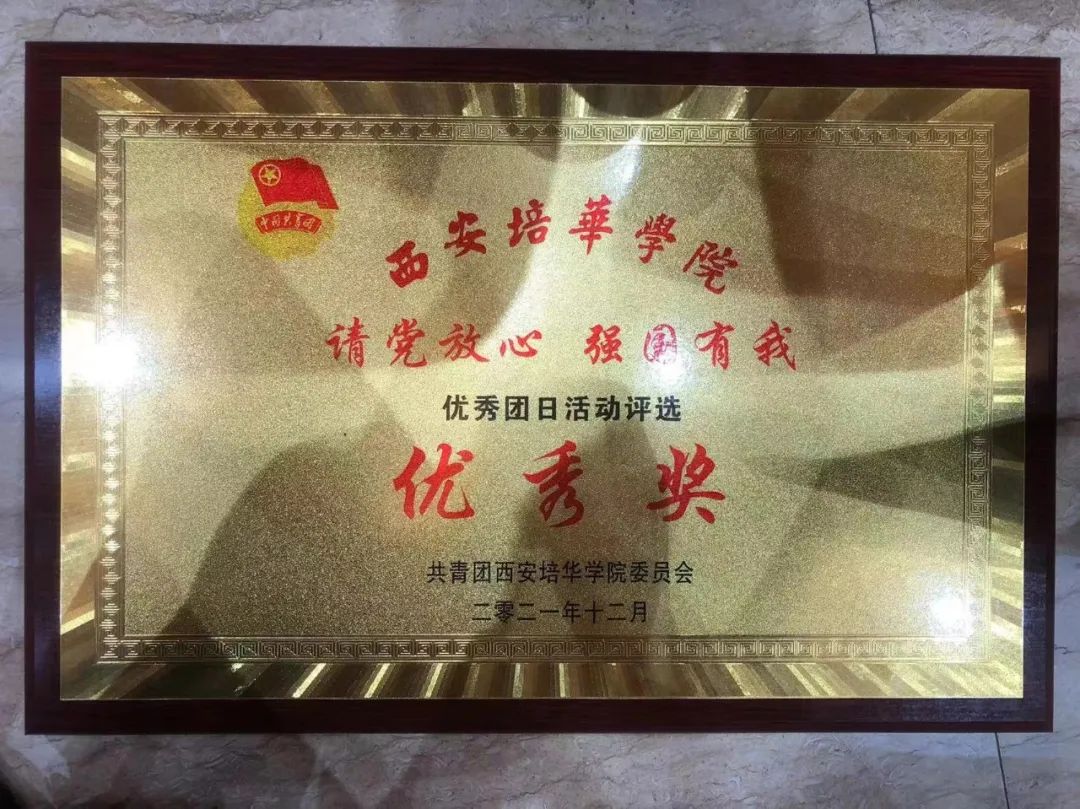 中国共青团
西安培華學院
请党放心 强国有我
优秀团日活动评选
优秀奖
共青团西安培华学院委员会
二零二一年十二月